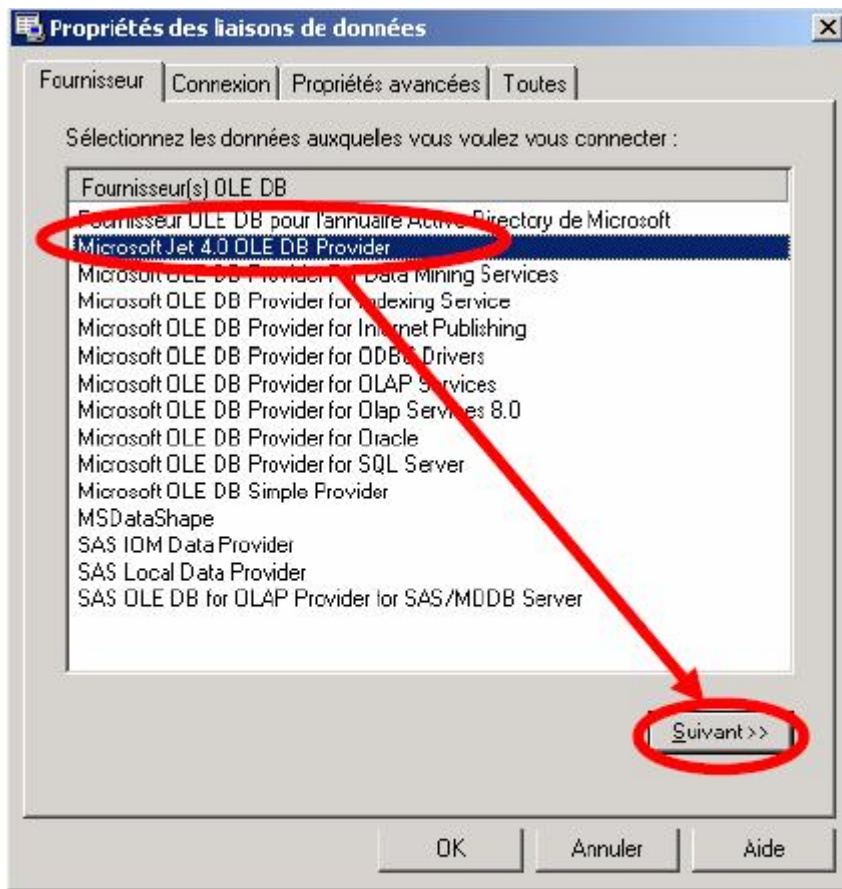 Propriétés des liaisons de données
Fournisseur Connexion Propriétés avancées Toutes
Sélectionnez les données auxqueles vous voulez vous connecter :
Fournisseur(s) OLE DB
Fournisseur OLE DB pour l'annuaire Active Directory de Microsoft
Microsoft Jet 4.0 OLE DB Provider
Microsoft OLE DB Provider For Data Mining Services
Microsoft OLE DB Provider for Indexing Service
Microsoft OLE DB Provider for Internet Publishing
Microsoft OLE DB Provider for ODBC Drivers
Microsoft OLE DB Provider for OLAP Services
Microsoft OLE DB Provider for Olap Services 8.0
Microsoft OLE DB Provider for Oracle
Microsoft OLE DB Provider for SQL Server
Microsoft OLE DB Simple Provider
MSDataShape
SAS IOM Data Provider
SAS Local Data Provider
SAS OLE DB for OLAP Provider for SAS/MDDB Server
Suivant >>
OK Annuler Aide